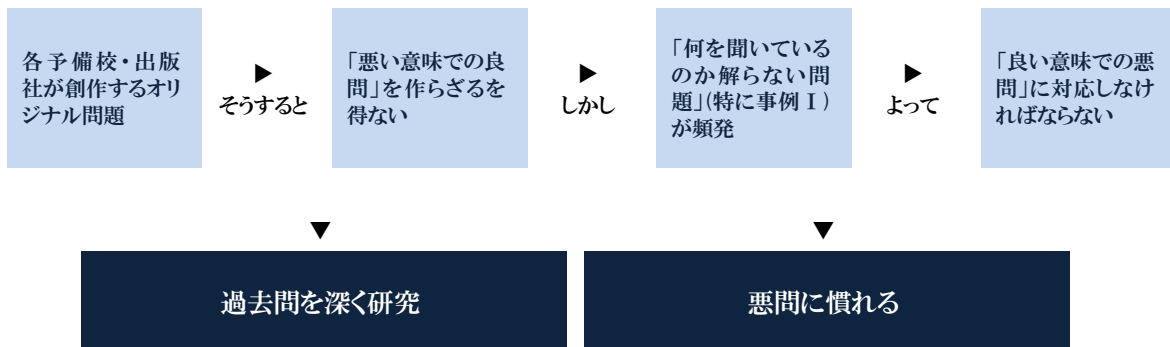 各予備校・出版
社が創作するオリ
ジナル問題
▶
そうすると
「悪い意味での良
問」を作らざるを
得ない
▶
しかし
「何を聞いている
のか解らない問
題」(特に事例Ⅰ)
が頻発
▶
よって
「良い意味での悪
問」に対応しなけ
ればならない
▼
▼
過去問を深く研究
悪問に慣れる